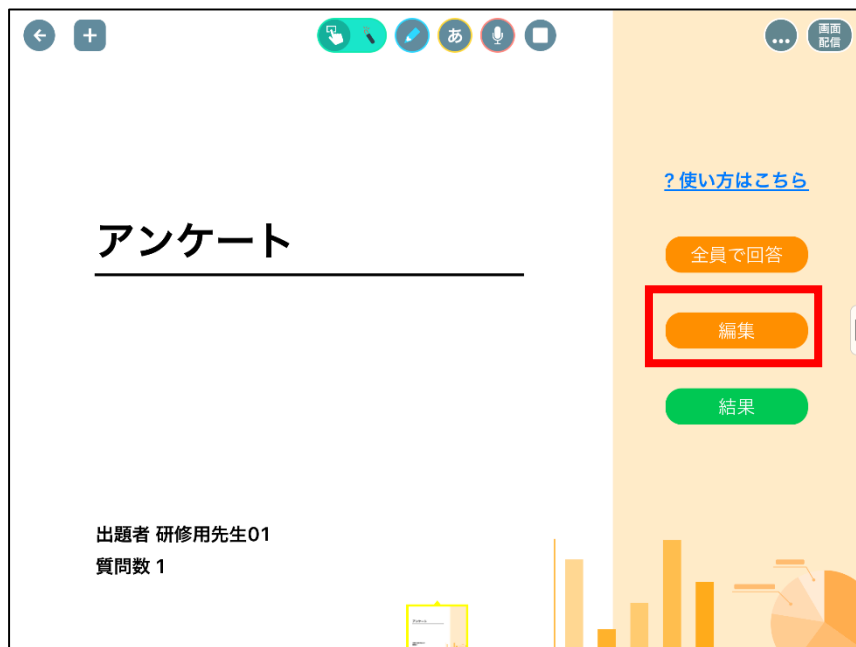 あ
...
画面
配信
?使い方はこちら
アンケート
全員で回答
編集
結果
出題者 研修用先生01
質問数 1